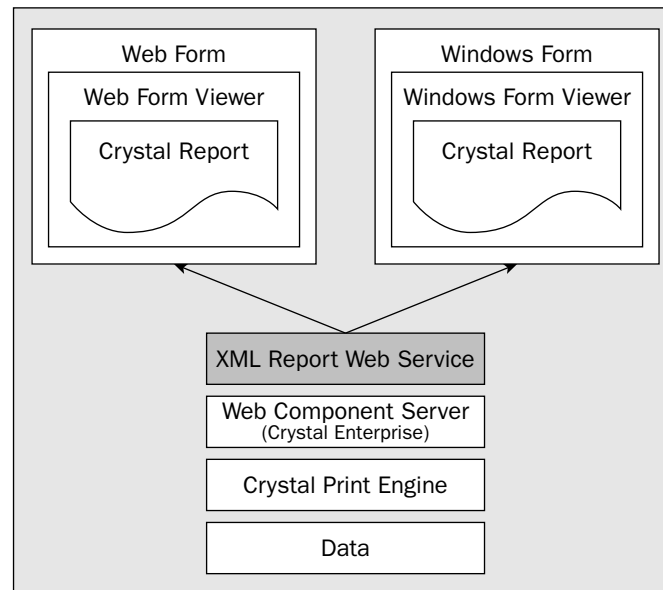 Web Form
Web Form Viewer
Crystal Report
Windows Form
Windows Form Viewer
Crystal Report
XML Report Web Service
Web Component Server
(Crystal Enterprise)
Crystal Print Engine
Data